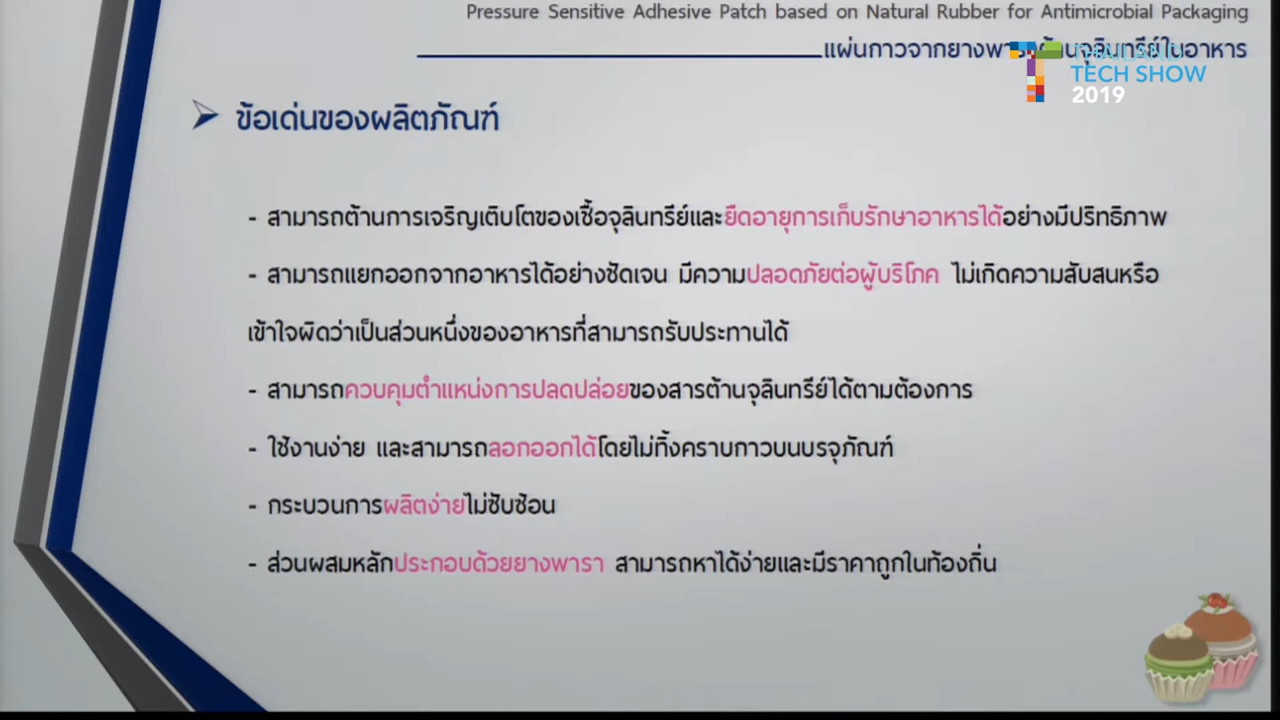 Pressure Sensitive Adhesive Patch based on Natural Rubber for Antimicrobial Packaging
แผ่นกาวจากยางพาราต้านจุลินทรีย์ในอาหาร
THAILAND
TECH SHOW
2019
ข้อเด่นของผลิตภัณฑ์
- สามารถต้านการเจริญเติบโตของเชื้อจุลินทรีย์และยืดอายุการเก็บรักษาอาหารได้อย่างมีปริทธิภาพ
- สามารถแยกออกจากอาหารได้อย่างชัดเจน มีความปลอดภัยต่อผู้บริโภค ไม่เกิดความสับสนหรือ
เข้าใจผิดว่าเป็นส่วนหนึ่งของอาหารที่สามารถรับประทานได้
- สามารถควบคุมตำแหน่งการปลดปล่อยของสารต้านจุลินทรีย์ได้ตามต้องการ
- ใช้งานง่าย และสามารถลอกออกได้โดยไม่ทิ้งคราบกาวบนบรจุภัณฑ์
- กระบวนการผลิตง่ายไม่ซับซ้อน
- ส่วนผสมหลักประกอบด้วยยางพารา สามารถหาได้ง่ายและมีราคาถูกในท้องถิ่น